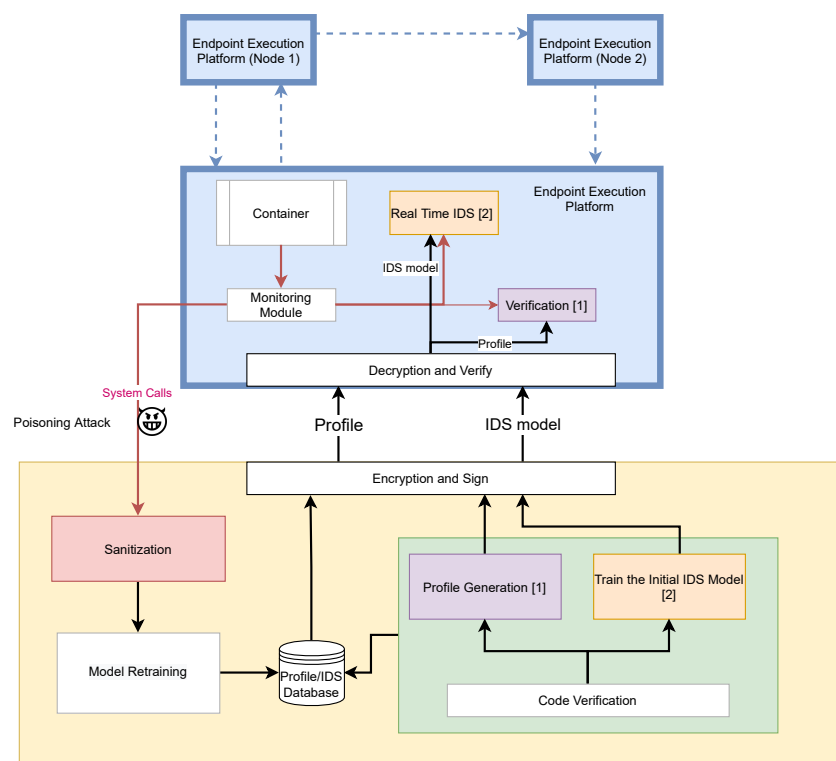 Endpoint Execution
Platform (Node 1)
Endpoint Execution
Platform (Node 2)
Endpoint Execution
Platform
Container
Real Time IDS [2]
IDS model
Monitoring
Module
Verification [1]
Profile
Decryption and Verify
System Calls
Poisoning Attack
Profile
IDS model
Encryption and Sign
Sanitization
Profile Generation [1]
Train the Initial IDS Model
[2]
Model Retraining
Profile/IDS
Database
Code Verification